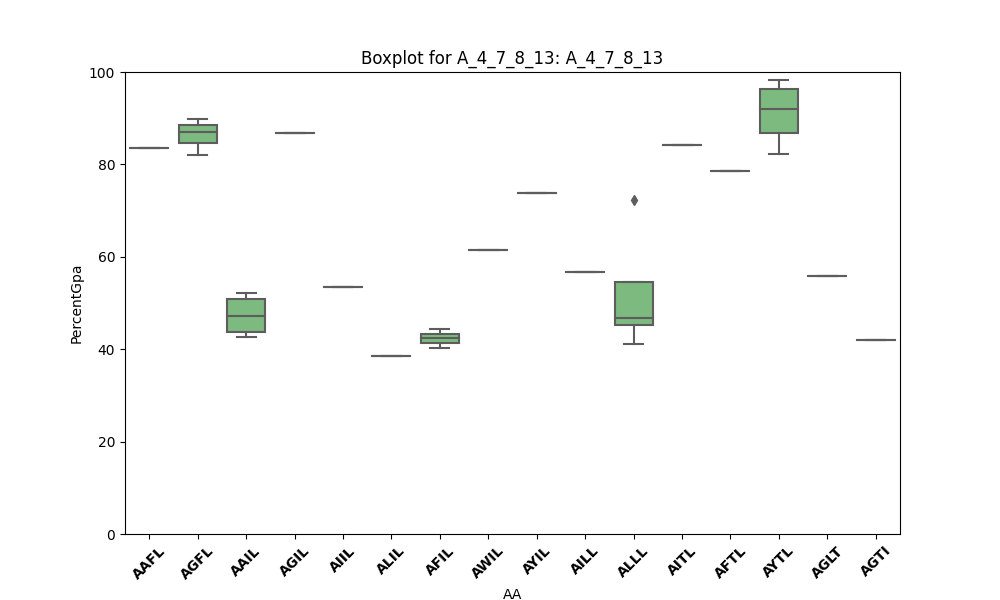 Boxplot for A_4_7_8_13: A_4_7_8_13
100
80
60
40
20
0
PercentGpa
AAFL
AGFL
AAIL
AGIL
AIIL
ALIL
AFIL
AWIL
AYIL
AILL
ALLL
AITL
AFTL
AYTL
AGLT
AGTI
AA